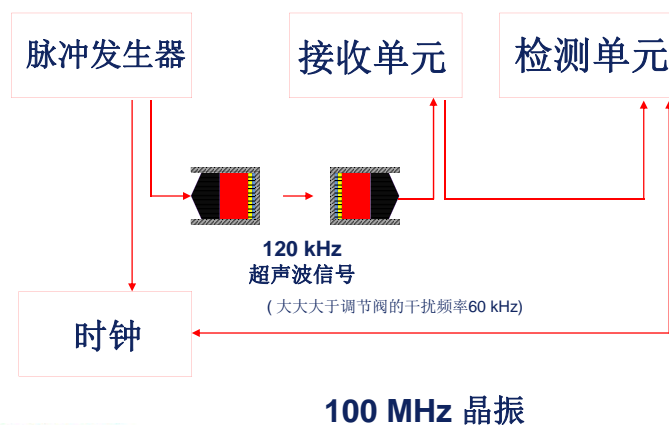 脉冲发生器
接收单元
检测单元
120 kHz
超声波信号
( 大大大于调节阀的干扰频率60 kHz)
时钟
100 MHz 晶振